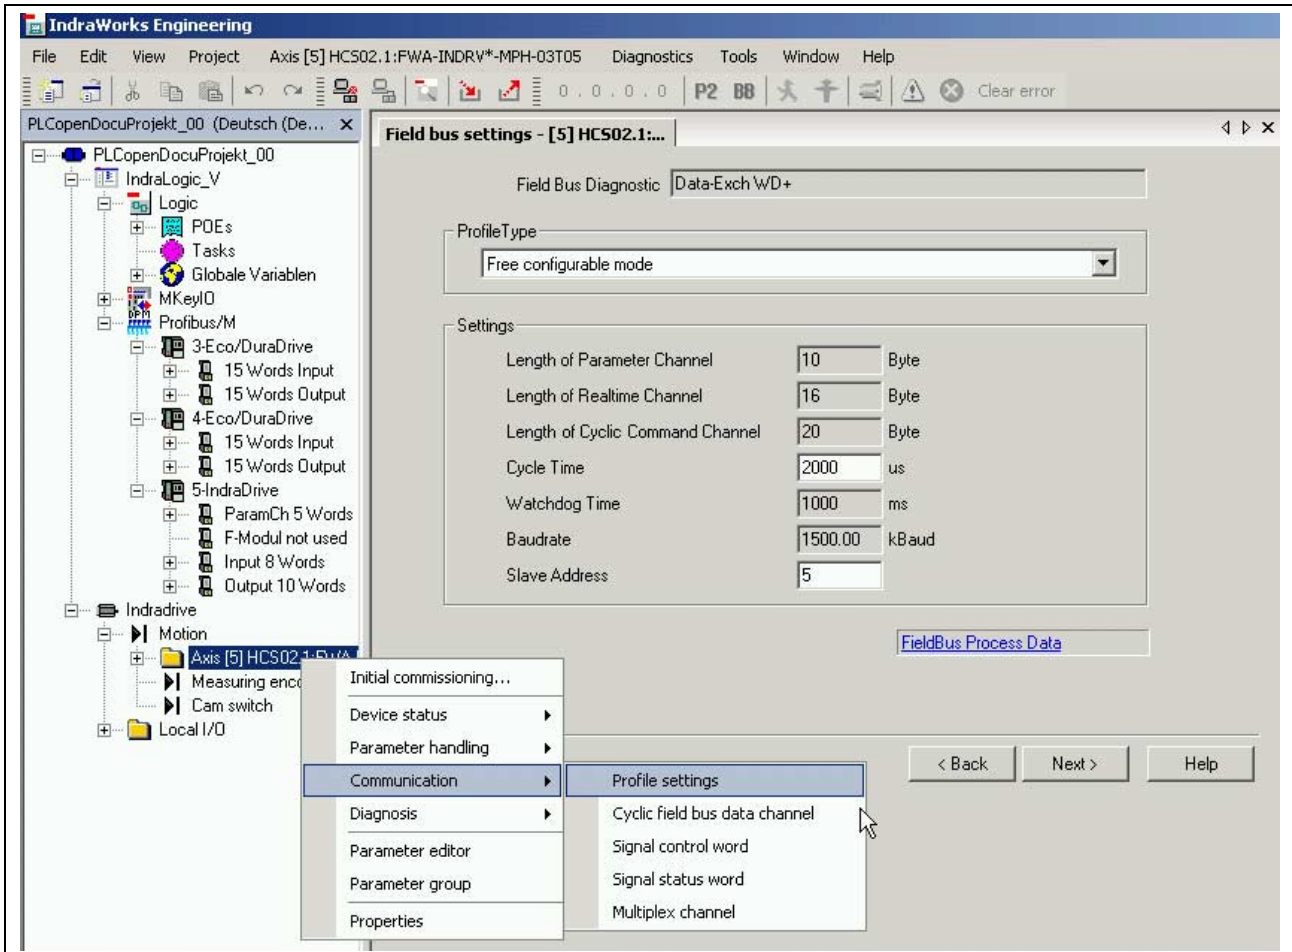 IndraWorks Engineering
File Edit View Project Axis [5] HCS02.1:FWA-INDRV*-MPH-03T05 Diagnostics Tools Window Help
0 . 0 . 0 . 0 P2 BB Clear error
PLCopenDocuProjekt_00 (Deutsch (De...
PLCopenDocuProjekt_00
IndraLogic_V
Logic
POEs
Tasks
Globale Variablen
MKeyIO
DPM
Profibus/M
3-Eco/DuraDrive
15 Words Input
15 Words Output
4-Eco/DuraDrive
15 Words Input
15 Words Output
5-IndraDrive
ParamCh 5 Words
F-Modul not used
Input 8 Words
Output 10 Words
Indradrive
Motion
Axis [5] HCS02.1:FWA
Measuring enco
Cam switch
Local I/O
Field bus settings - [5] HCS02.1:...
Field Bus Diagnostic Data-Exch WD+
ProfileType
Free configurable mode
Settings
Length of Parameter Channel 10 Byte
Length of Realtime Channel 16 Byte
Length of Cyclic Command Channel 20 Byte
Cycle Time 2000 us
Watchdog Time 1000 ms
Baudrate 1500.00 kBaud
Slave Address 5
FieldBus Process Data
< Back Next > Help
Initial commissioning...
Device status
Parameter handling
Communication
Diagnosis
Parameter editor
Parameter group
Properties
Profile settings
Cyclic field bus data channel
Signal control word
Signal status word
Multiplex channel